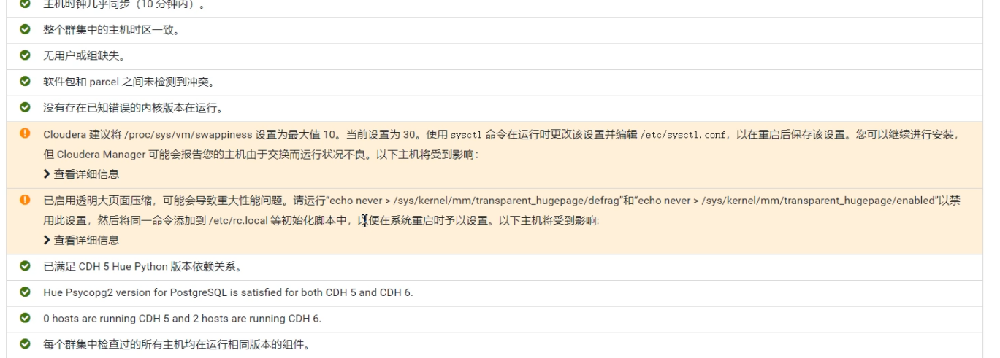 主机时钟几乎同步（10 分钟内）。
整个群集中的主机时区一致。
无用户或组缺失。
软件包和 parcel 之间未检测到冲突。
没有存在已知错误的内核版本在运行。
Cloudera 建议将 /proc/sys/vm/swappiness 设置为最大值 10。当前设置为 30。使用 sysctl 命令在运行时更改该设置并编辑 /etc/sysctl.conf，以在重启后保存该设置。您可以继续进行安装，
但 Cloudera Manager 可能会报告您的主机由于交换而运行状况不良。以下主机将受到影响：
查看详细信息
已启用透明大页面压缩，可能会导致重大性能问题。请运行“echo never > /sys/kernel/mm/transparent_hugepage/defrag”和“echo never > /sys/kernel/mm/transparent_hugepage/enabled”以禁
用此设置，然后将同一命令添加到 /etc/rc.local 等初始化脚本中，以便在系统重启时予以设置。以下主机将受到影响:
查看详细信息
已满足 CDH 5 Hue Python 版本依赖关系。
Hue Psycopg2 version for PostgreSQL is satisfied for both CDH 5 and CDH 6.
0 hosts are running CDH 5 and 2 hosts are running CDH 6.
每个群集中检查过的所有主机均在运行相同版本的组件。